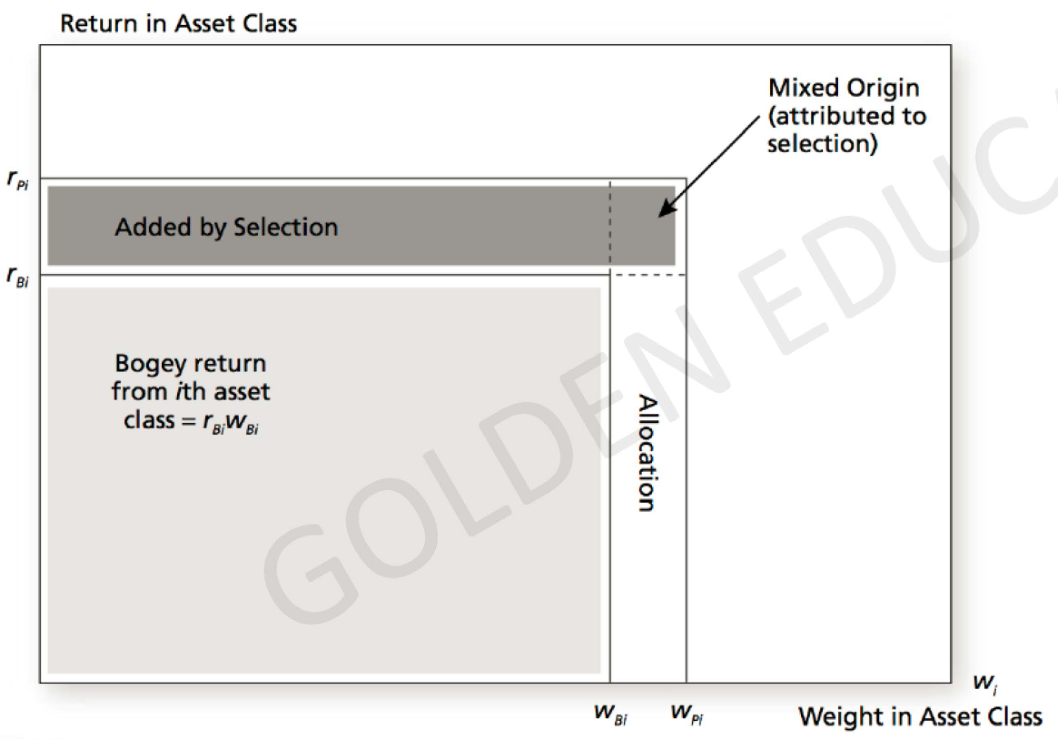 Return in Asset Class
Mixed Origin
(attributed to
selection)
r_Pi
Added by Selection
r_Bi
Bogey return
from ith asset
class = r_Bi w_Bi
Allocation
GOLDEN EDUC
w_i
w_Bi w_Pi Weight in Asset Class